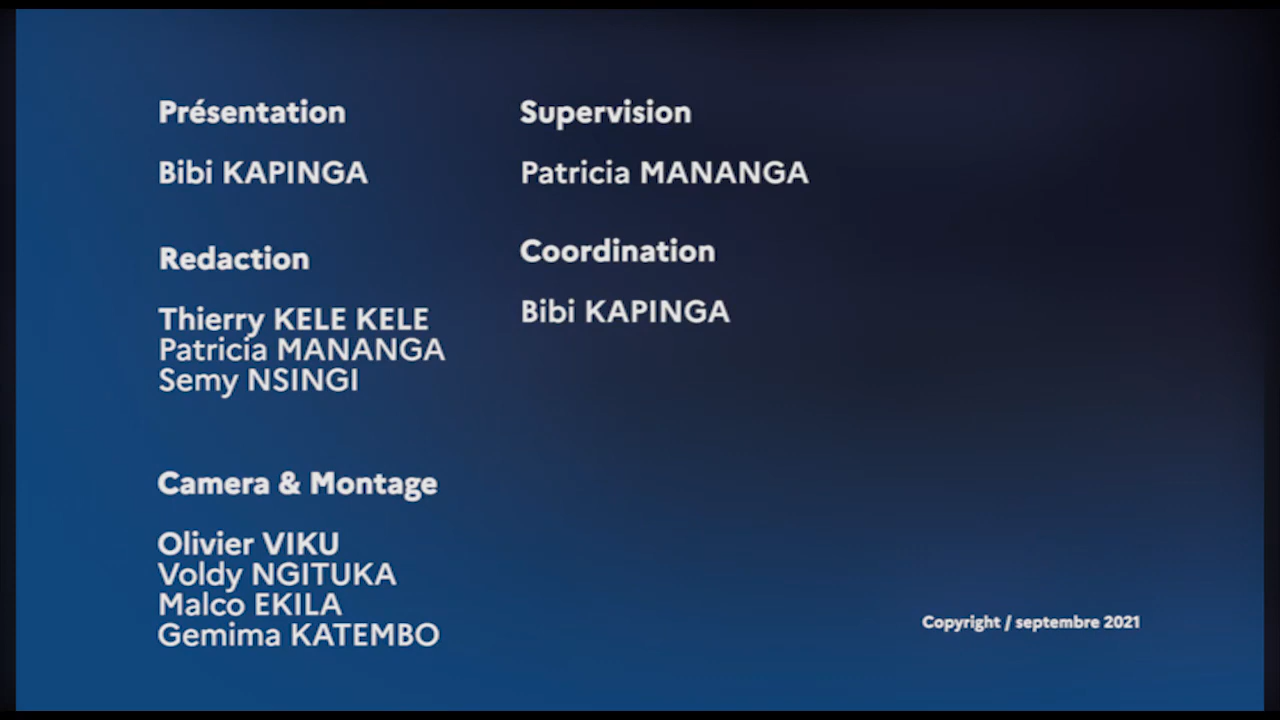 Présentation
Bibi KAPINGA
Redaction
Thierry KELE KELE
Patricia MANANGA
Semy NSINGI
Camera & Montage
Olivier VIKU
Voldy NGITUKA
Malco EKILA
Gemima KATEMBO
Supervision
Patricia MANANGA
Coordination
Bibi KAPINGA
Copyright / septembre 2021